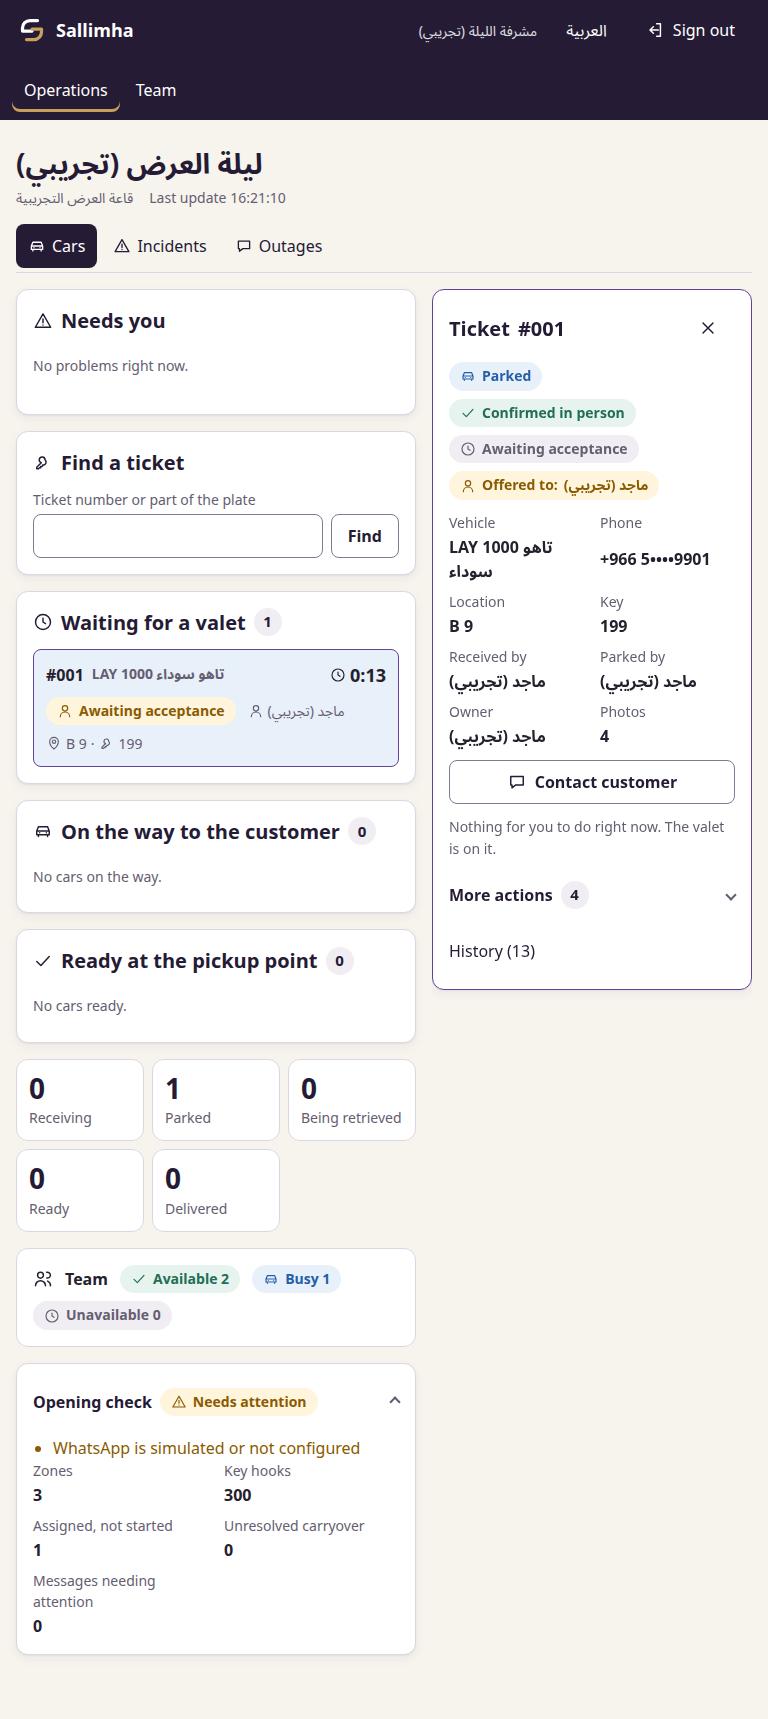 Sallimha
مشرفة الليلة (تجريبي)
العربية
Sign out
Operations
Team
ليلة العرض (تجريبي)
قاعة العرض التجريبية
Last update 16:21:10
Cars
Incidents
Outages
Needs you
No problems right now.
Find a ticket
Ticket number or part of the plate
Find
Waiting for a valet 1
#001 LAY 1000 تاهو سوداء 0:13
Awaiting acceptance ماجد (تجريبي)
B 9 · 199
On the way to the customer 0
No cars on the way.
Ready at the pickup point 0
No cars ready.
0
Receiving
1
Parked
0
Being retrieved
0
Ready
0
Delivered
Team Available 2 Busy 1
Unavailable 0
Opening check Needs attention
• WhatsApp is simulated or not configured
Zones
3
Key hooks
300
Assigned, not started
1
Unresolved carryover
0
Messages needing
attention
0
Ticket #001
Parked
Confirmed in person
Awaiting acceptance
Offered to: ماجد (تجريبي)
Vehicle
LAY 1000 تاهو
سوداء
Phone
+966 5••••9901
Location
B 9
Key
199
Received by
ماجد (تجريبي)
Parked by
ماجد (تجريبي)
Owner
ماجد (تجريبي)
Photos
4
Contact customer
Nothing for you to do right now. The valet
is on it.
More actions 4
History (13)